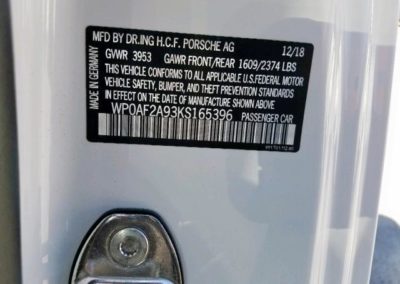 MFD BY DR.ING H.C.F. PORSCHE AG 12/18
GVWR 3953 GAWR FRONT/REAR 1609/2374 LBS
THIS VEHICLE CONFORMS TO ALL APPLICABLE U.S.FEDERAL MOTOR
VEHICLE SAFETY, BUMPER, AND THEFT PREVENTION STANDARDS
IN EFFECT ON THE DATE OF MANUFACTURE SHOWN ABOVE
WP0AF2A93KS165396 PASSENGER CAR
MADE IN GERMANY